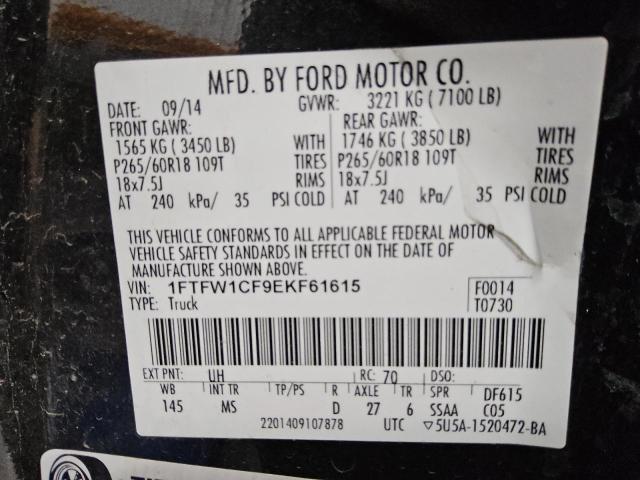 MFD. BY FORD MOTOR CO.
DATE: 09/14 GVWR: 3221 KG ( 7100 LB)
FRONT GAWR: REAR GAWR:
1565 KG ( 3450 LB) WITH 1746 KG ( 3850 LB) WITH
P265/60R18 109T TIRES P265/60R18 109T TIRES
18x7.5J RIMS 18x7.5J RIMS
AT 240 kPa/ 35 PSI COLD AT 240 kPa/ 35 PSI COLD
THIS VEHICLE CONFORMS TO ALL APPLICABLE FEDERAL MOTOR
VEHICLE SAFETY STANDARDS IN EFFECT ON THE DATE OF
MANUFACTURE SHOWN ABOVE.
VIN: 1FTFW1CF9EKF61615 F0014
TYPE: Truck T0730
EXT PNT: UH RC: 70 DSO:
WB INT TR TP/PS R AXLE TR SPR DF615
145 MS D 27 6 SSAA C05
2201409107878 UTC ▽5U5A-1520472-BA